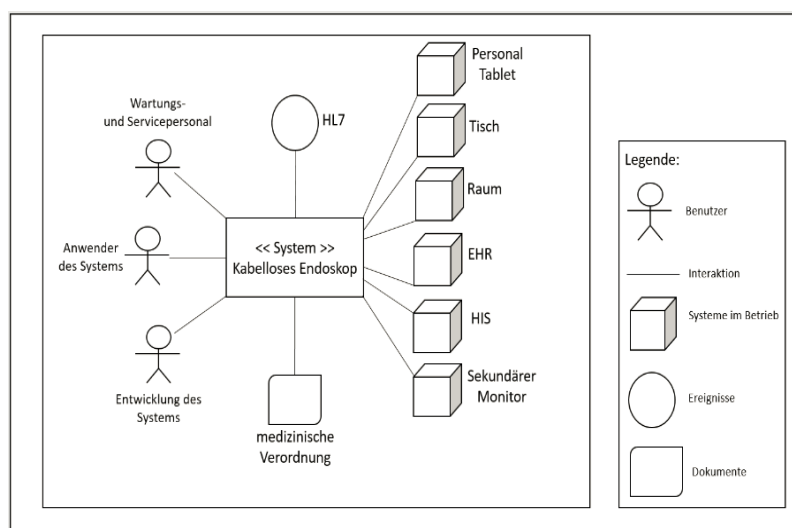 Wartungs-
und Servicepersonal
HL7
Personal
Tablet
Tisch
Raum
Anwender
des Systems
<< System >>
Kabelloses Endoskop
EHR
HIS
Entwicklung des
Systems
medizinische
Verordnung
Sekundärer
Monitor
Legende:
Benutzer
Interaktion
Systeme im Betrieb
Ereignisse
Dokumente